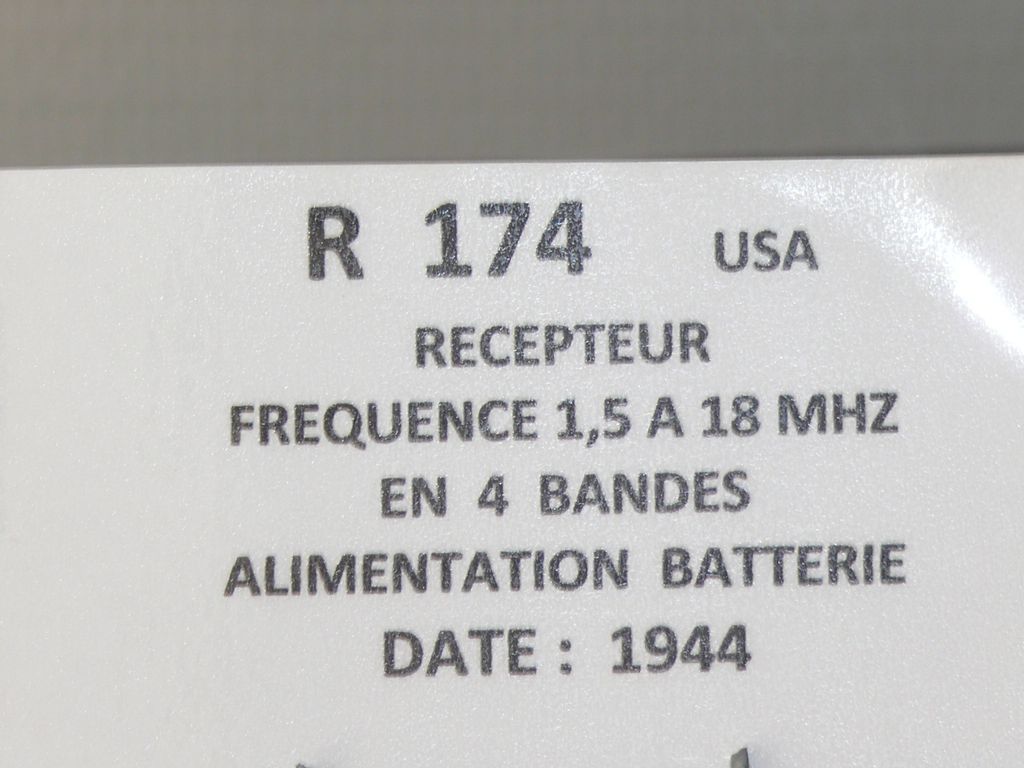 R 174 USA
RECEPTEUR
FREQUENCE 1,5 A 18 MHZ
EN 4 BANDES
ALIMENTATION BATTERIE
DATE : 1944